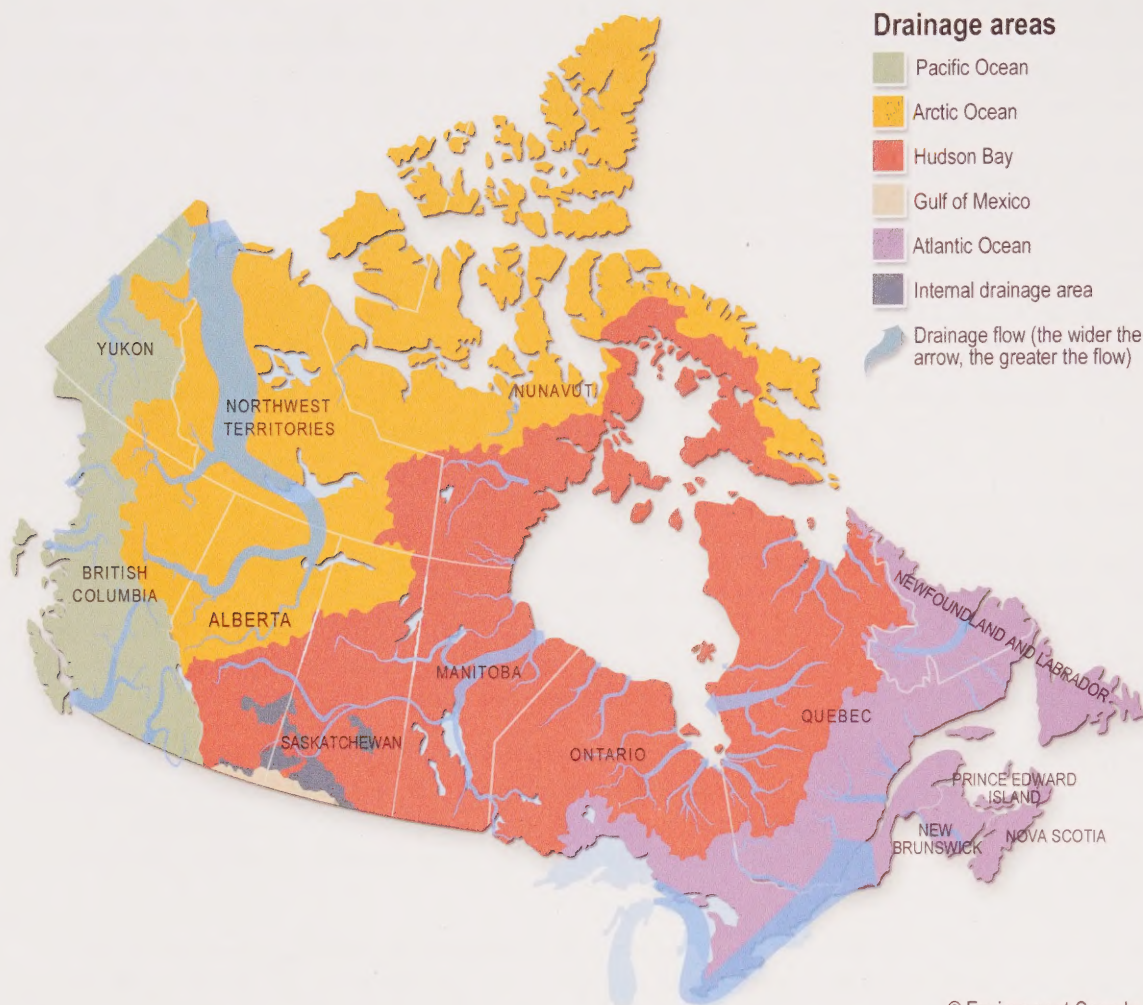 Drainage areas
Pacific Ocean
Arctic Ocean
Hudson Bay
Gulf of Mexico
Atlantic Ocean
Internal drainage area
Drainage flow (the wider the
arrow, the greater the flow)
YUKON
NORTHWEST
TERRITORIES
NUNAVUT
BRITISH
COLUMBIA
ALBERTA
MANITOBA
SASKATCHEWAN
ONTARIO
QUEBEC
NEWFOUNDLAND AND LABRADOR
PRINCE EDWARD
ISLAND
NEW
BRUNSWICK
NOVA SCOTIA